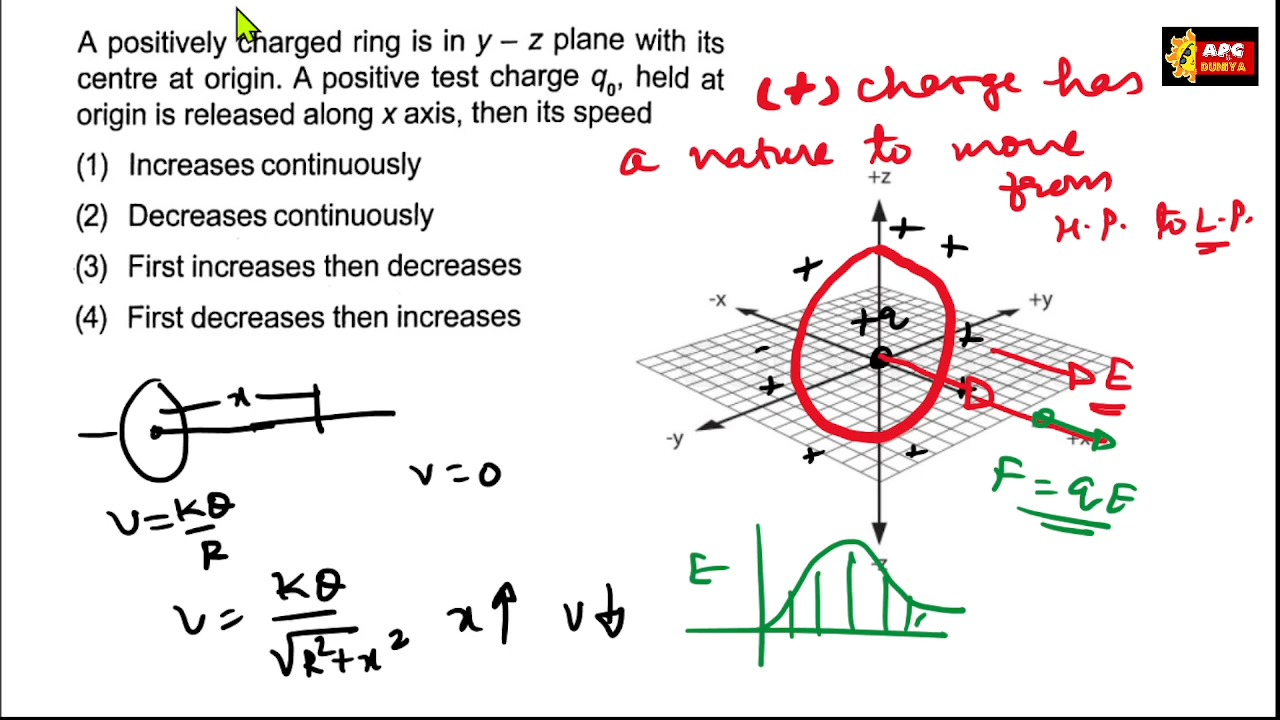 A positively charged ring is in y – z plane with its
centre at origin. A positive test charge q₀, held at
origin is released along x axis, then its speed
(1) Increases continuously
(2) Decreases continuously
(3) First increases then decreases
(4) First decreases then increases
APC
DUNIYA
(+) charge has
a nature to move
from
H.P. to L.P.
+z
+ + +
-x
+y
+q
+
-
+
+
E
-y
+x
+ +
F = qE
-z
x
v = 0
v = KQ
R
v = KQ
√R²+x²
x ↑ v ↓
E